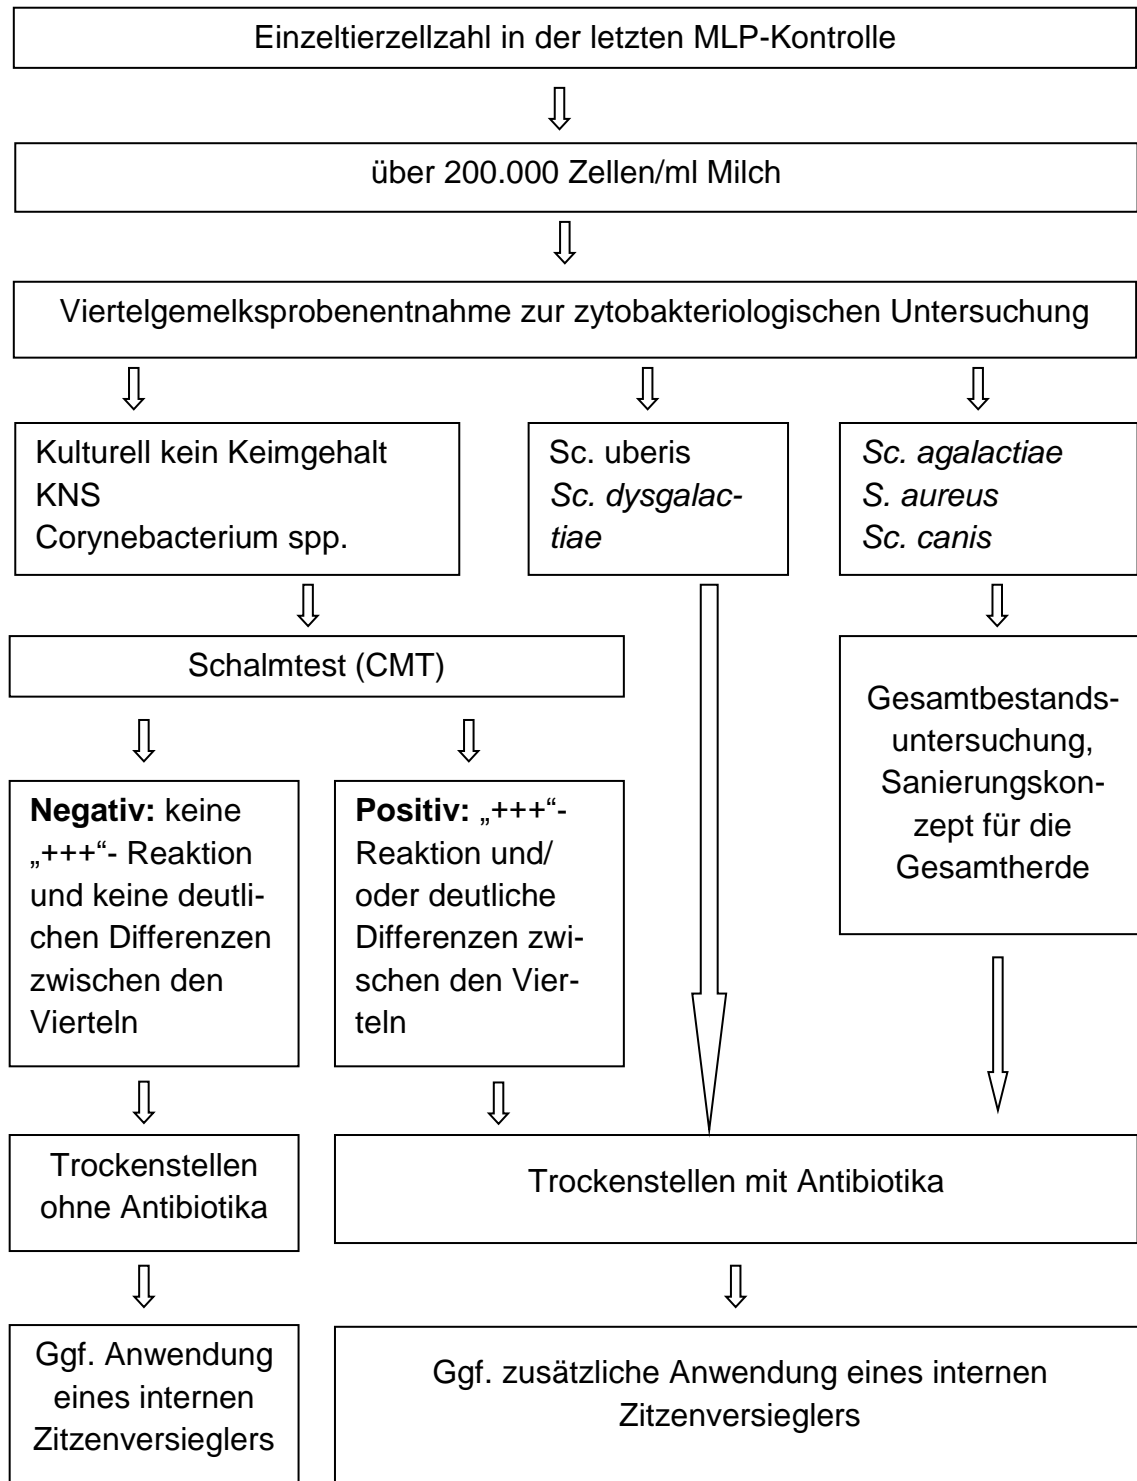 Einzeltierzellzahl in der letzten MLP-Kontrolle
über 200.000 Zellen/ml Milch
Viertelgemelksprobenentnahme zur zytobakteriologischen Untersuchung
Kulturell kein Keimgehalt
KNS
Corynebacterium spp.
Sc. uberis
Sc. dysgalac-
tiae
Sc. agalactiae
S. aureus
Sc. canis
Schalmtest (CMT)
Gesamtbestands-
untersuchung,
Sanierungskon-
zept für die
Gesamtherde
Negativ: keine
„+++“- Reaktion
und keine deutli-
chen Differenzen
zwischen den
Vierteln
Positiv: „+++“-
Reaktion und/
oder deutliche
Differenzen zwi-
schen den Vier-
teln
Trockenstellen
ohne Antibiotika
Trockenstellen mit Antibiotika
Ggf. Anwendung
eines internen
Zitzenversieglers
Ggf. zusätzliche Anwendung eines internen
Zitzenversieglers